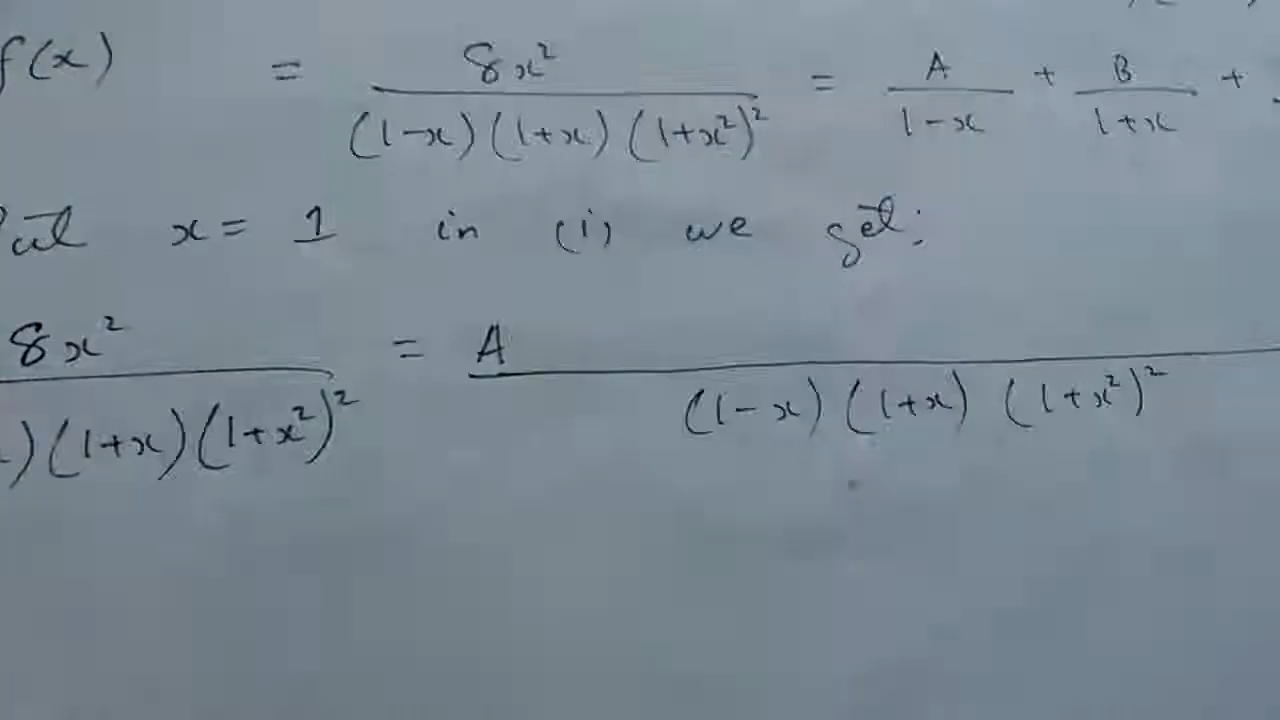 f(x) = 8x² / (1-x)(1+x)(1+x²)² = A / 1-x + B / 1+x +
Put x = 1 in (i) we get:
8x² / )(1+x)(1+x²)² = A / (1-x)(1+x)(1+x²)²